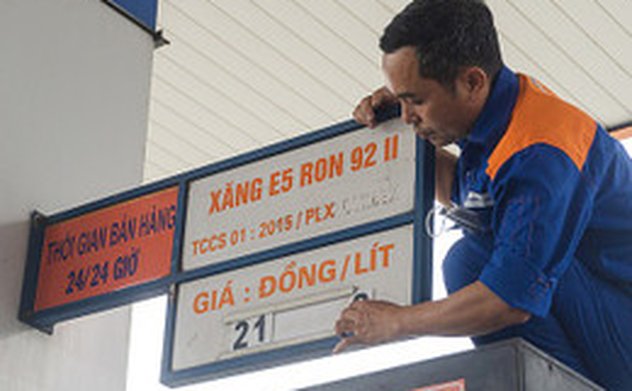 THỜI GIAN BÁN HÀNG
24/24 GIỜ
XĂNG E5 RON 92 II
TCCS 01 : 2015 / PLX
GIÁ : ĐỒNG/LÍT
21